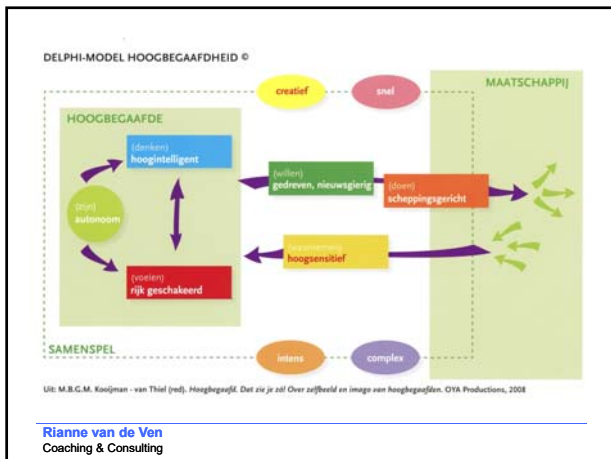 DELPHI-MODEL HOOGBEGAAFDHEID ©
creatief
snel
MAATSCHAPPIJ
HOOGBEGAAFDE
(denken)
hoogintelligent
(willen)
gedreven, nieuwsgierig
(doen)
scheppingsgericht
(zijn)
autonoom
(waarnemen)
hoogsensitief
(voelen)
rijk geschakeerd
SAMENSPEL
intens
complex
Uit: M.B.G.M. Kooijman - van Thiel (red). Hoogbegaafd. Dat zie je zó! Over zelfbeeld en imago van hoogbegaafden. OYA Productions, 2008
Rianne van de Ven
Coaching & Consulting